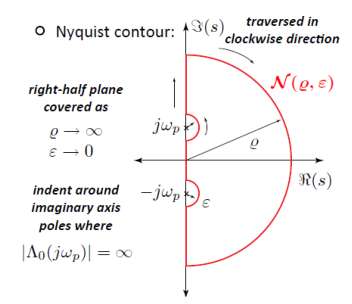 Nyquist contour:
ℑ(s)
traversed in
clockwise direction
N(ϱ, ε)
right-half plane
covered as
ϱ → ∞
ε → 0
jω_p
ϱ
ℜ(s)
indent around
imaginary axis
poles where
|Λ₀(jω_p)| = ∞
−jω_p
ε